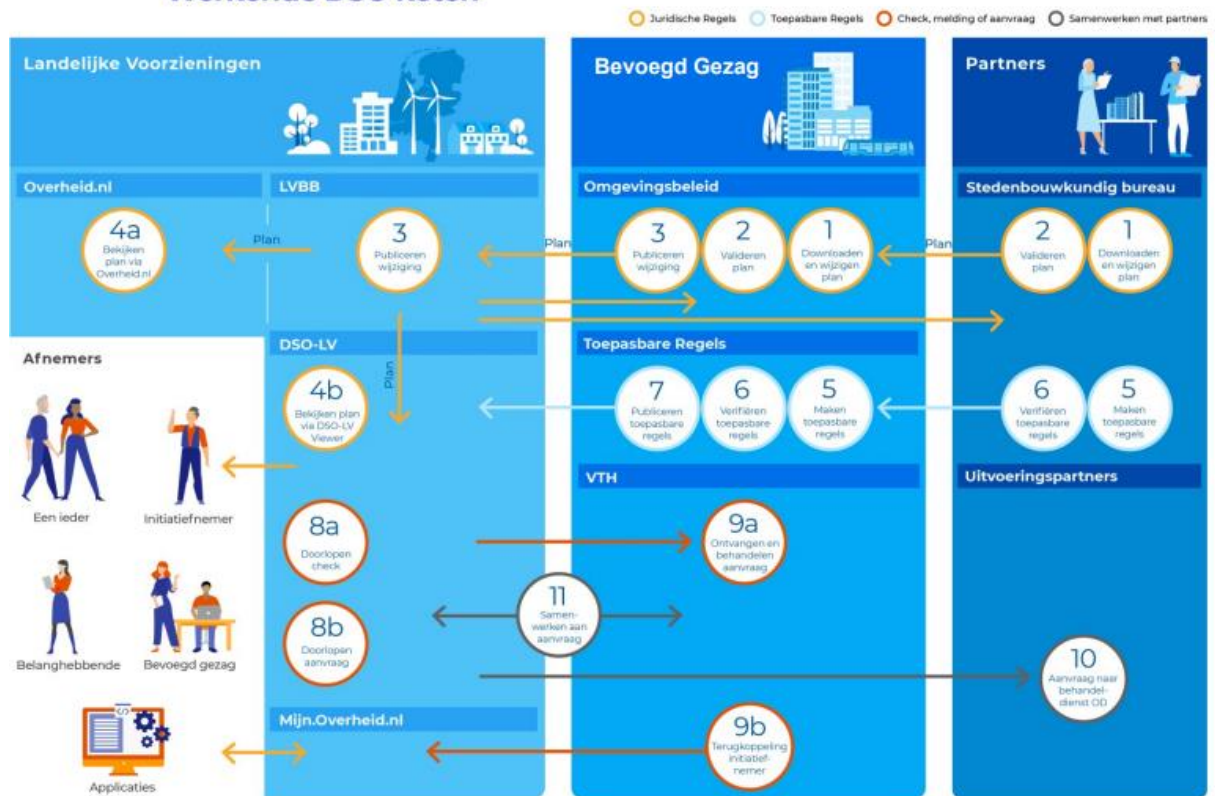 Juridische Regels
Toepasbare Regels
Check, melding of aanvraag
Samenwerken met partners
Landelijke Voorzieningen
Bevoegd Gezag
Partners
Overheid.nl
LVBB
Omgevingsbeleid
Stedenbouwkundig bureau
4a
Bekijken
plan via
Overheid.nl
Plan
3
Publiceren
wijziging
Plan
3
Publiceren
wijziging
2
Valideren
plan
1
Downloaden
en wijzigen
plan
Plan
2
Valideren
plan
1
Downloaden
en wijzigen
plan
Afnemers
DSO-LV
Toepasbare Regels
Plan
4b
Bekijken plan
via DSO-LV
Viewer
7
Publiceren
toepasbare
regels
6
Verifiëren
toepasbare
regels
5
Maken
toepasbare
regels
6
Verifiëren
toepasbare
regels
5
Maken
toepasbare
regels
Een ieder
Initiatiefnemer
VTH
Uitvoeringspartners
8a
Doorlopen
check
9a
Ontvangen en
behandelen
aanvraag
11
Samen-
werken aan
aanvraag
8b
Doorlopen
aanvraag
Belanghebbende
Bevoegd gezag
10
Aanvraag naar
behandel-
dienst OD
Mijn.Overheid.nl
9b
Terugkoppeling
initiatief-
nemer
Applicaties